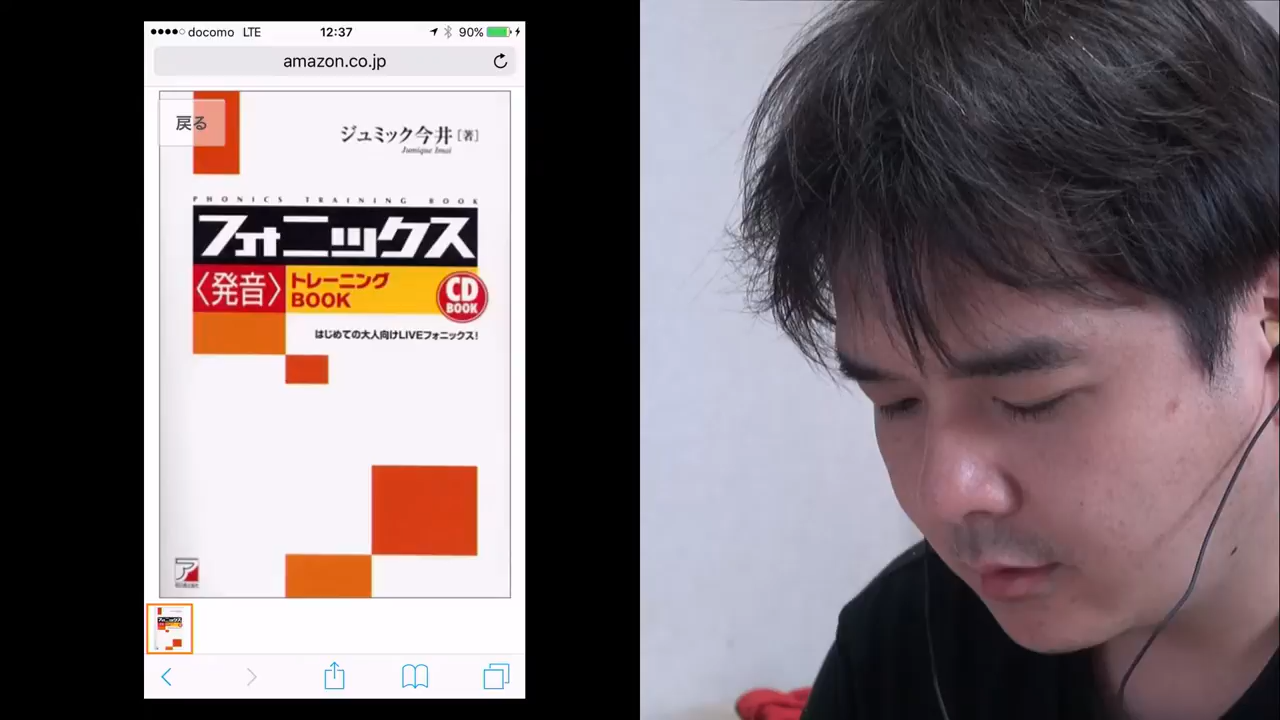 docomo LTE 12:37 90%
amazon.co.jp
戻る
ジュミック今井[著]
Jumique Imai
PHONICS TRAINING BOOK
フォニックス
〈発音〉
トレーニング
BOOK
CD
BOOK
はじめての大人向けLIVEフォニックス!